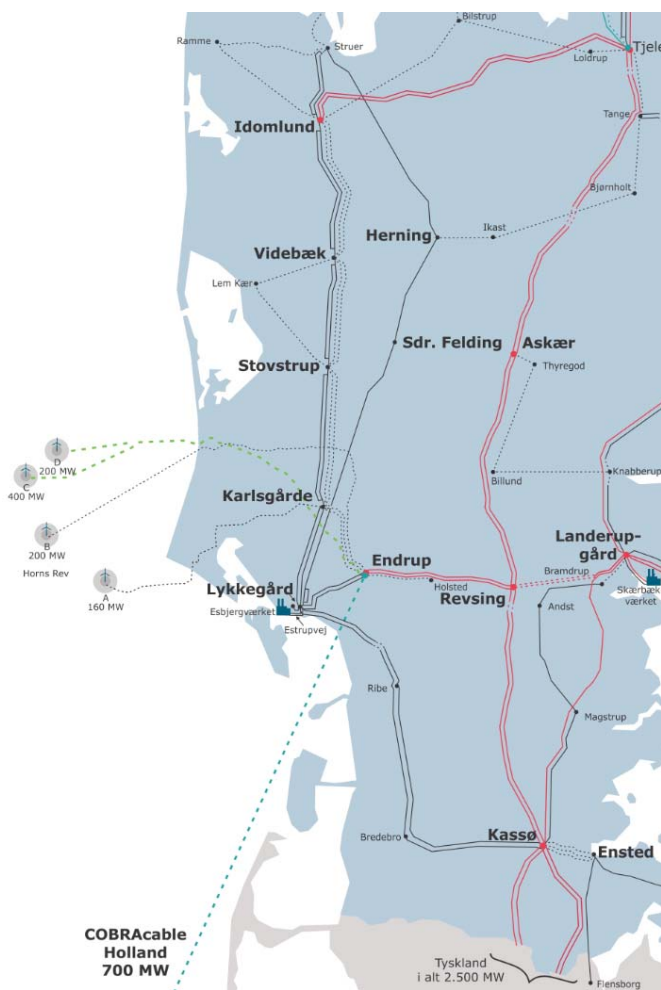 Bilstrup
Ramme
Struer
Loldrup
Tjele
Idomlund
Tange
Bjørnholt
Herning
Ikast
Videbæk
Lem Kær
Sdr. Felding
Askær
Stovstrup
Thyregod
D
200 MW
C
400 MW
Billund
Knabberup
Karlsgårde
B
200 MW
Landerup-
gård
Endrup
Horns Rev
Bramdrup
A
160 MW
Holsted
Revsing
Skærbæk
værket
Lykkegård
Esbjergværket
Estrupvej
Andst
Ribe
Magstrup
Bredebro
Kassø
Ensted
COBRAcable
Holland
700 MW
Tyskland
i alt 2.500 MW
Flensborg